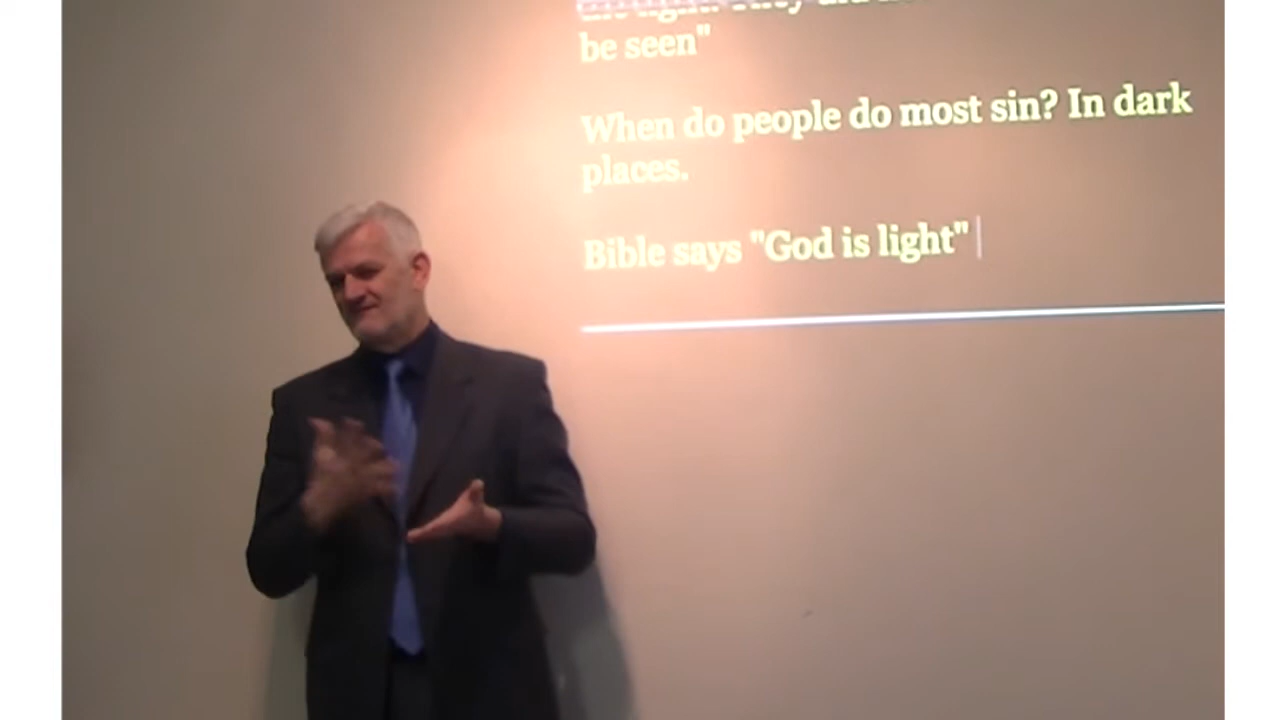 be seen"
When do people do most sin? In dark
places.
Bible says "God is light"